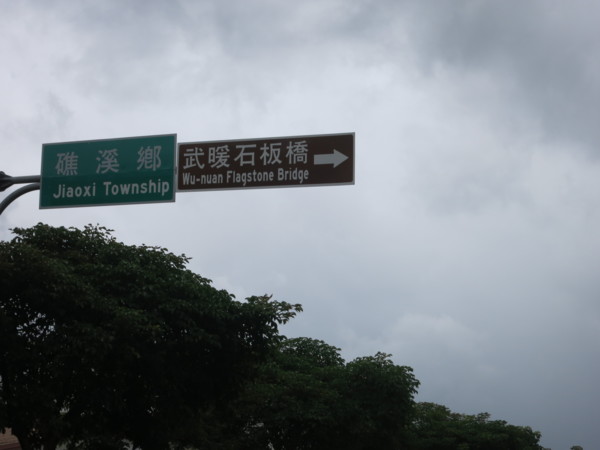 礁溪鄉
Jiaoxi Township
武暖石板橋
Wu-nuan Flagstone Bridge